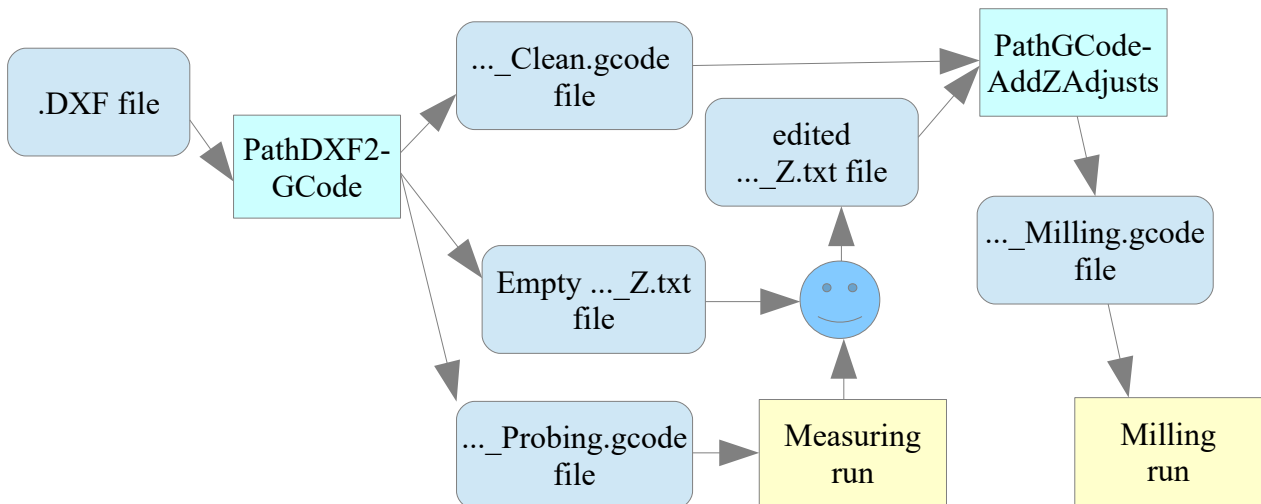 .DXF file
PathDXF2-
GCode
..._Clean.gcode
file
Empty ..._Z.txt
file
..._Probing.gcode
file
Measuring
run
edited
..._Z.txt file
PathGCode-
AddZAdjusts
..._Milling.gcode
file
Milling
run